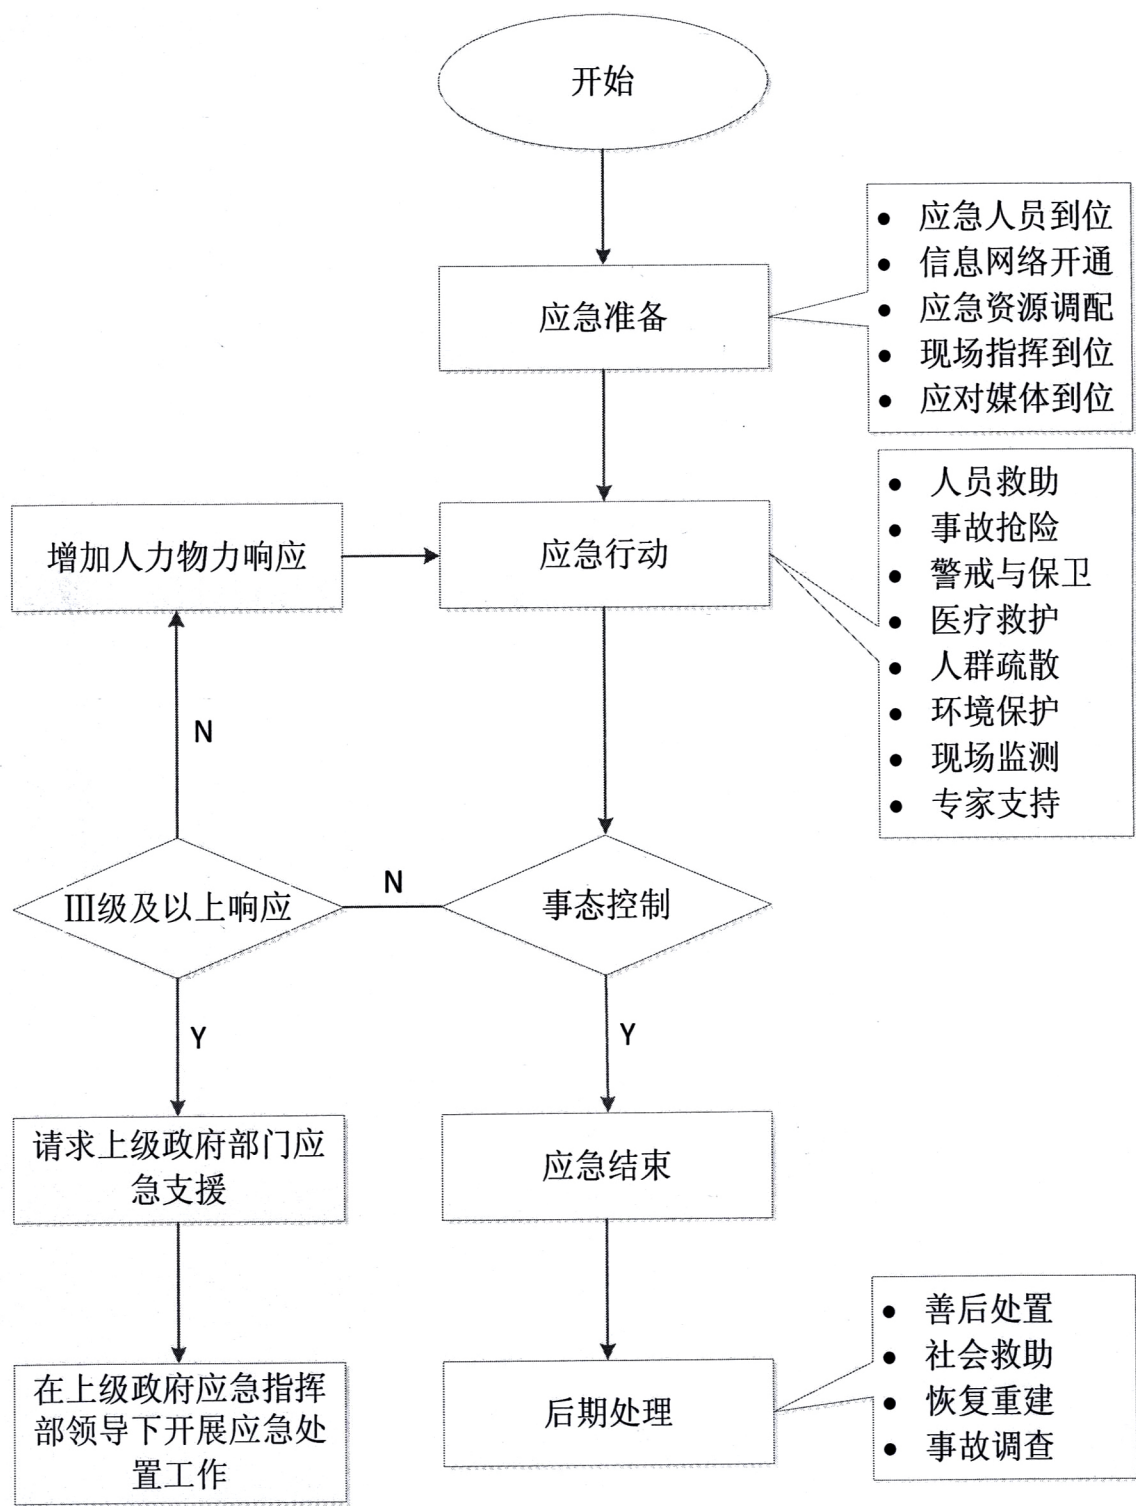 开始
应急准备
应急人员到位
信息网络开通
应急资源调配
现场指挥到位
应对媒体到位
增加人力物力响应
应急行动
人员救助
事故抢险
警戒与保卫
医疗救护
人群疏散
环境保护
现场监测
专家支持
N
III级及以上响应
N
事态控制
Y
Y
请求上级政府部门应
急支援
应急结束
在上级政府应急指挥
部领导下开展应急处
置工作
后期处理
善后处置
社会救助
恢复重建
事故调查